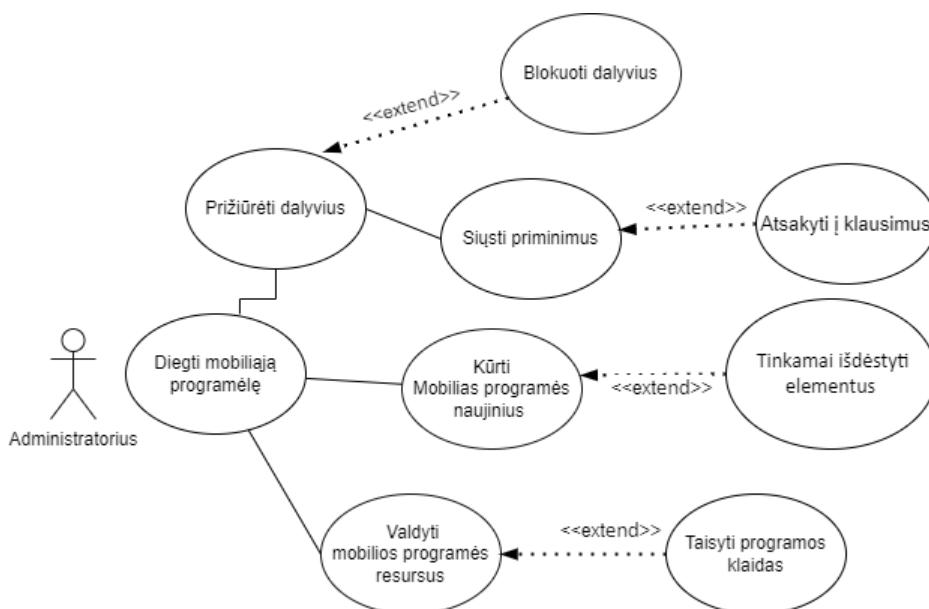 Blokuoti dalyvius
<<extend>>
Prižiūrėti dalyvius
<<extend>>
Siųsti priminimus
Atsakyti į klausimus
Diegti mobiliąją
programėlę
Kūrti
Mobilias programės
naujinius
<<extend>>
Tinkamai išdėstyti
elementus
Administratorius
Valdyti
mobilios programės
resursus
<<extend>>
Taisyti programos
klaidas